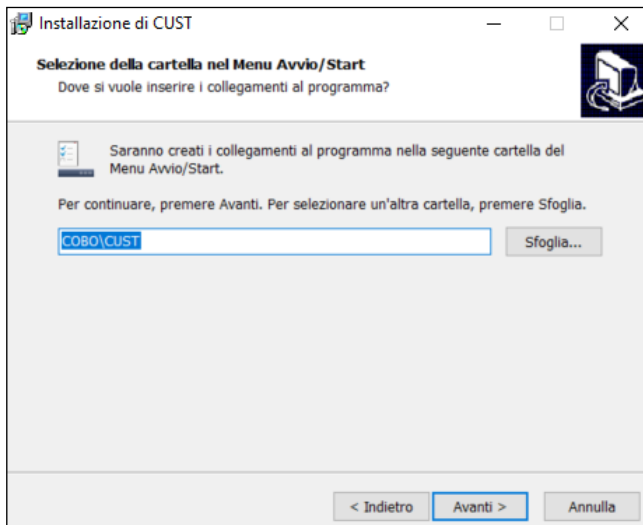 Installazione di CUST
Selezione della cartella nel Menu Avvio/Start
Dove si vuole inserire i collegamenti al programma?
Saranno creati i collegamenti al programma nella seguente cartella del
Menu Avvio/Start.
Per continuare, premere Avanti. Per selezionare un'altra cartella, premere Sfoglia.
COBO\CUST
Sfoglia...
< Indietro
Avanti >
Annulla